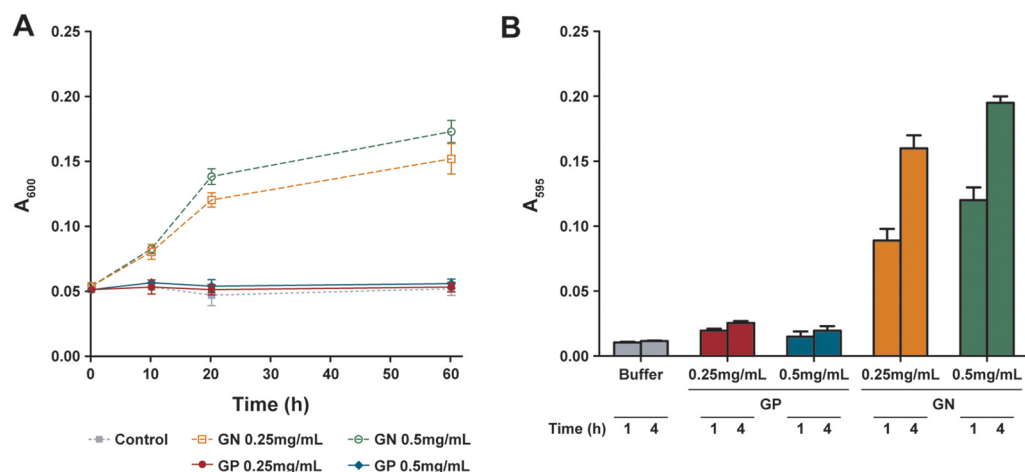 A
B
0.25
0.20
0.15
0.10
0.05
0.00
A600
0 10 20 30 40 50 60
Time (h)
Control
GN 0.25mg/mL
GN 0.5mg/mL
GP 0.25mg/mL
GP 0.5mg/mL
0.25
0.20
0.15
0.10
0.05
0.00
A595
Buffer 0.25mg/mL 0.5mg/mL 0.25mg/mL 0.5mg/mL
GP GN
Time (h) 1 4 1 4 1 4 1 4 1 4